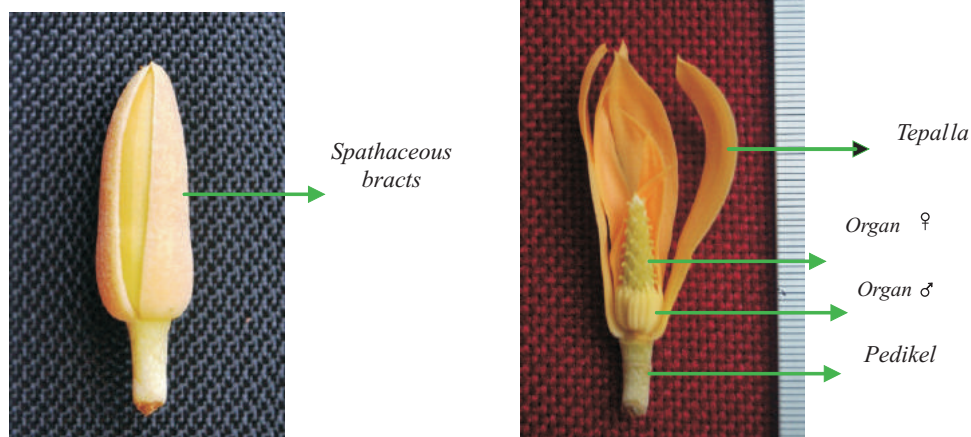 Spathaceous
bracts
Tepalla
Organ ♀
Organ ♂
Pedikel